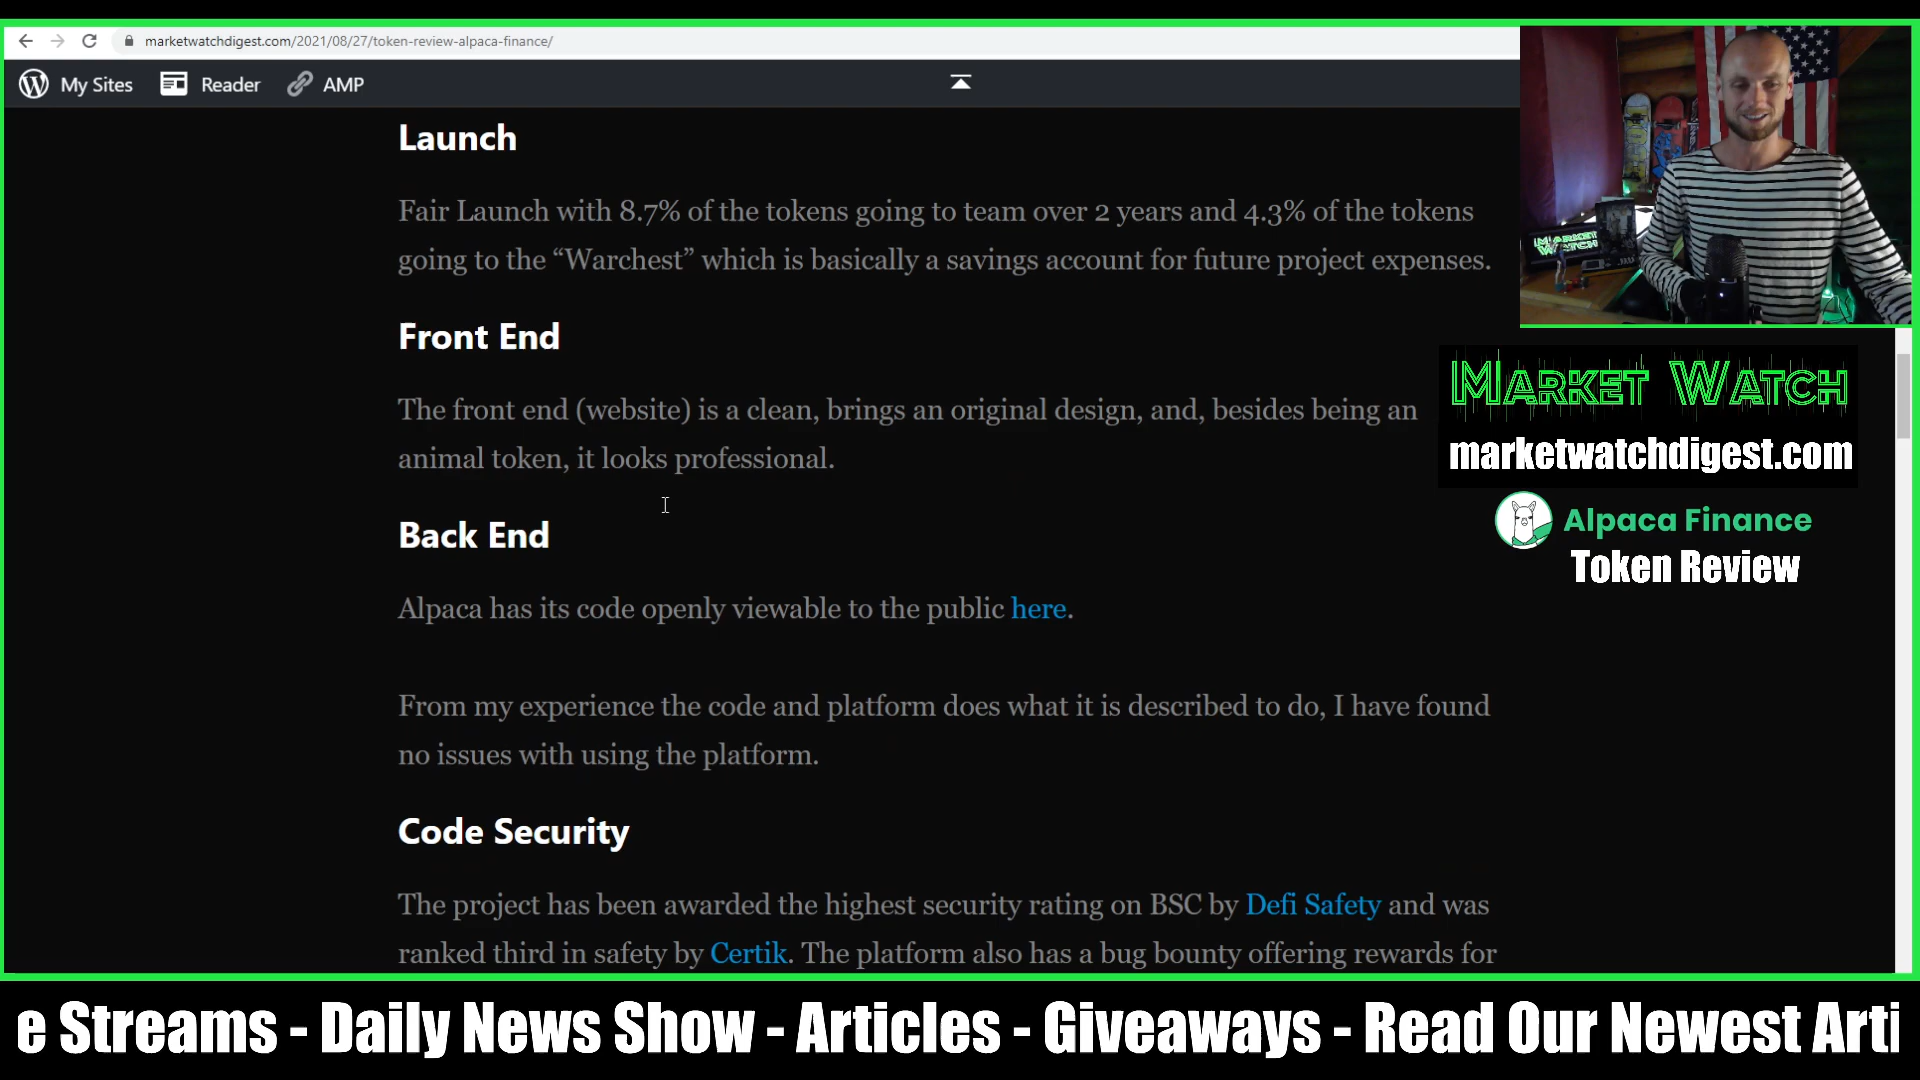 marketwatchdigest.com/2021/08/27/token-review-alpaca-finance/
My Sites Reader AMP
Launch
Fair Launch with 8.7% of the tokens going to team over 2 years and 4.3% of the tokens
going to the “Warchest” which is basically a savings account for future project expenses.
Front End
The front end (website) is a clean, brings an original design, and, besides being an
animal token, it looks professional.
Back End
Alpaca has its code openly viewable to the public here.
From my experience the code and platform does what it is described to do, I have found
no issues with using the platform.
Code Security
The project has been awarded the highest security rating on BSC by Defi Safety and was
ranked third in safety by Certik. The platform also has a bug bounty offering rewards for
MARKET WATCH
MARKET WATCH
marketwatchdigest.com
Alpaca Finance
Token Review
e Streams - Daily News Show - Articles - Giveaways - Read Our Newest Arti